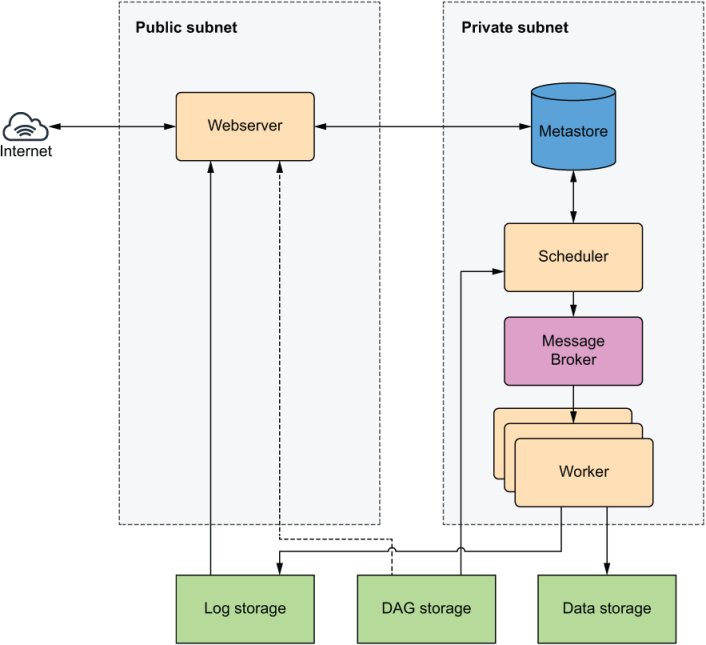 Public subnet
Private subnet
Webserver
Metastore
Internet
Scheduler
Message
Broker
Worker
Log storage
DAG storage
Data storage